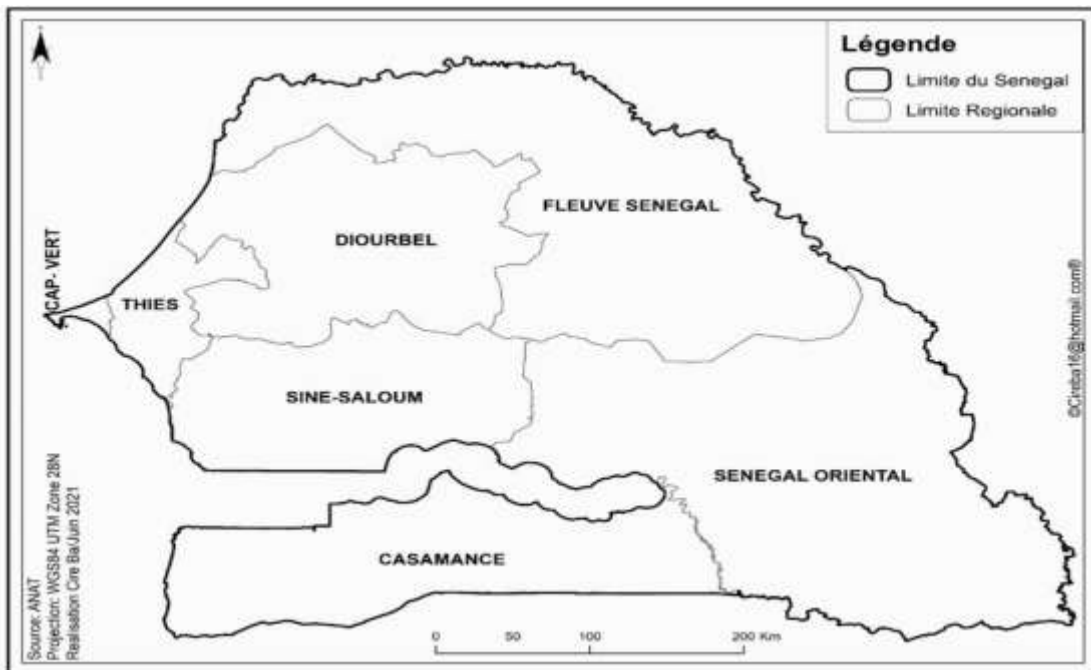 Légende
Limite du Senegal
Limite Regionale
FLEUVE SENEGAL
DIOURBEL
CAP- VERT
THIES
SINE-SALOUM
SENEGAL ORIENTAL
CASAMANCE
0 50 100 200 Km
Source: ANAT
Projection: WGS84 UTM Zone 28N
Realisation Cire Ba/Juin 2021
©Cireba16@hotmail.com®